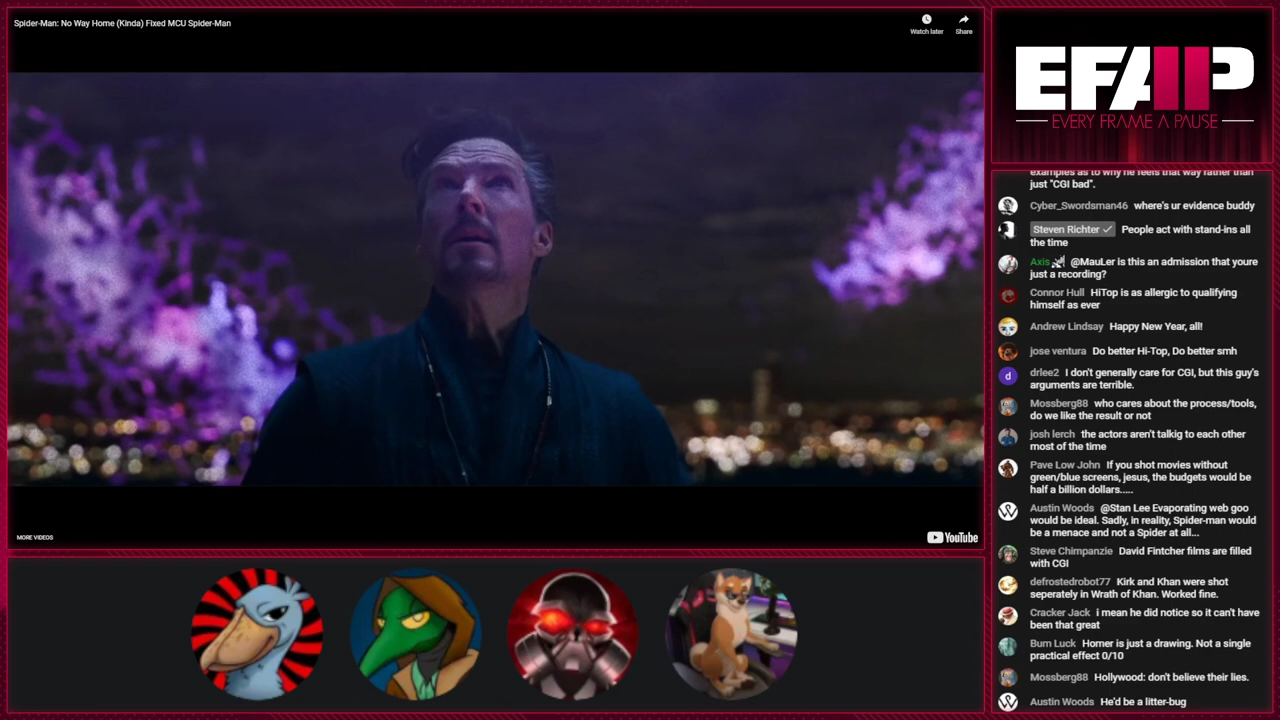 Spider-Man: No Way Home (Kinda) Fixed MCU Spider-Man
Watch later
Share
MORE VIDEOS
YouTube
EFAP
EVERY FRAME A PAUSE
examples as to why he feels that way rather than
just "CGI bad".
Cyber_Swordsman46 where's ur evidence buddy
Steven Richter People act with stand-ins all
the time
Axis @MauLer is this an admission that youre
just a recording?
Connor Hull HiTop is as allergic to qualifying
himself as ever
Andrew Lindsay Happy New Year, all!
jose ventura Do better Hi-Top, Do better smh
d
drlee2 I don't generally care for CGI, but this guy's
arguments are terrible.
Mossberg88 who cares about the process/tools,
do we like the result or not
josh lerch the actors aren't talkig to each other
most of the time
Pave Low John If you shot movies without
green/blue screens, jesus, the budgets would be
half a billion dollars.....
Austin Woods @Stan Lee Evaporating web goo
would be ideal. Sadly, in reality, Spider-man would
be a menace and not a Spider at all...
Steve Chimpanzie David Fintcher films are filled
with CGI
defrostedrobot77 Kirk and Khan were shot
seperately in Wrath of Khan. Worked fine.
Cracker Jack i mean he did notice so it can't have
been that great
Bum Luck Homer is just a drawing. Not a single
practical effect 0/10
Mossberg88 Hollywood: don't believe their lies.
Austin Woods He'd be a litter-bug